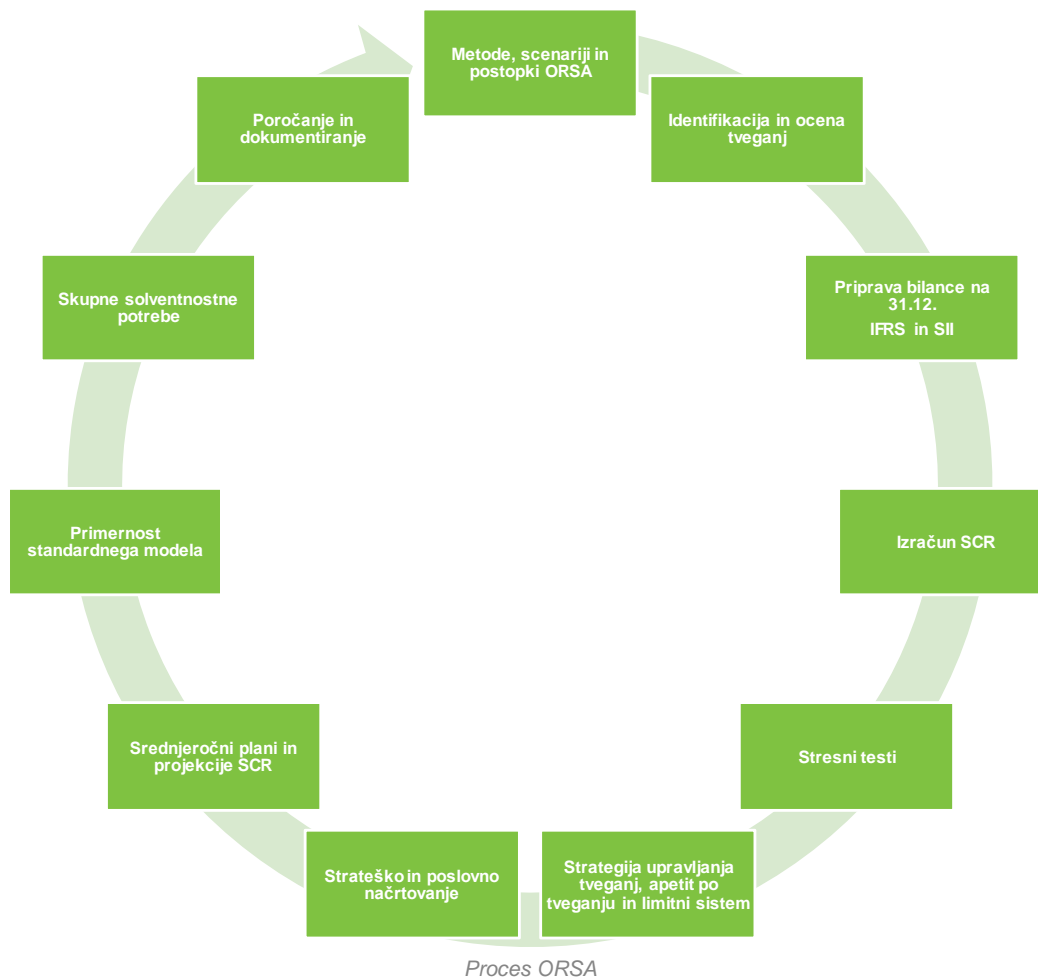 Metode, scenariji in
postopki ORSA
Identifikacija in ocena
tveganj
Priprava bilance na
31.12.
IFRS in SII
Izračun SCR
Stresni testi
Strategija upravljanja
tveganj, apetit po
tveganju in limitni sistem
Strateško in poslovno
načrtovanje
Srednjeročni plani in
projekcije SCR
Primernost
standardnega modela
Skupne solventnostne
potrebe
Poročanje in
dokumentiranje
Proces ORSA